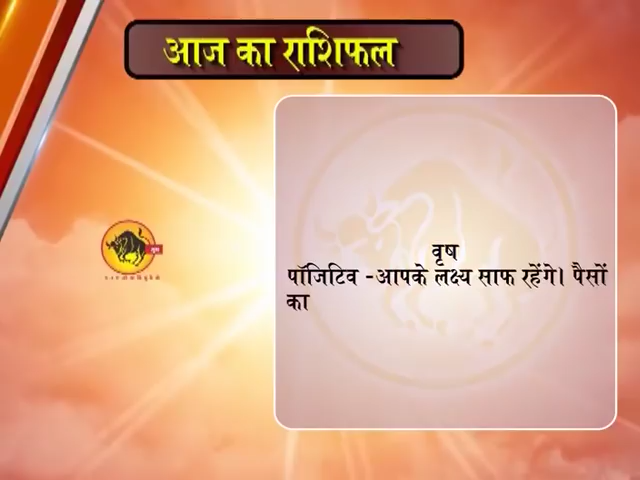 आज का राशिफल
वृष
पॉजिटिव -आपके लक्ष्य साफ रहेंगे। पैसों
का
वृष